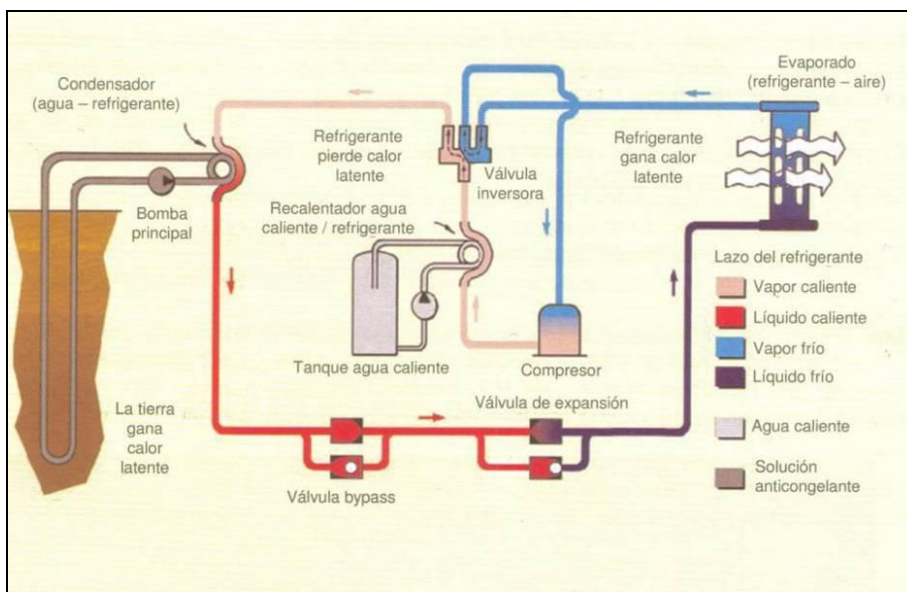 Condensador
(agua – refrigerante)
Evaporado
(refrigerante – aire)
Refrigerante
pierde calor
latente
Válvula
inversora
Refrigerante
gana calor
latente
Bomba
principal
Recalentador agua
caliente / refrigerante
Tanque agua caliente
Compresor
La tierra
gana
calor
latente
Válvula bypass
Válvula de expansión
Lazo del refrigerante
Vapor caliente
Líquido caliente
Vapor frío
Líquido frío
Agua caliente
Solución
anticongelante